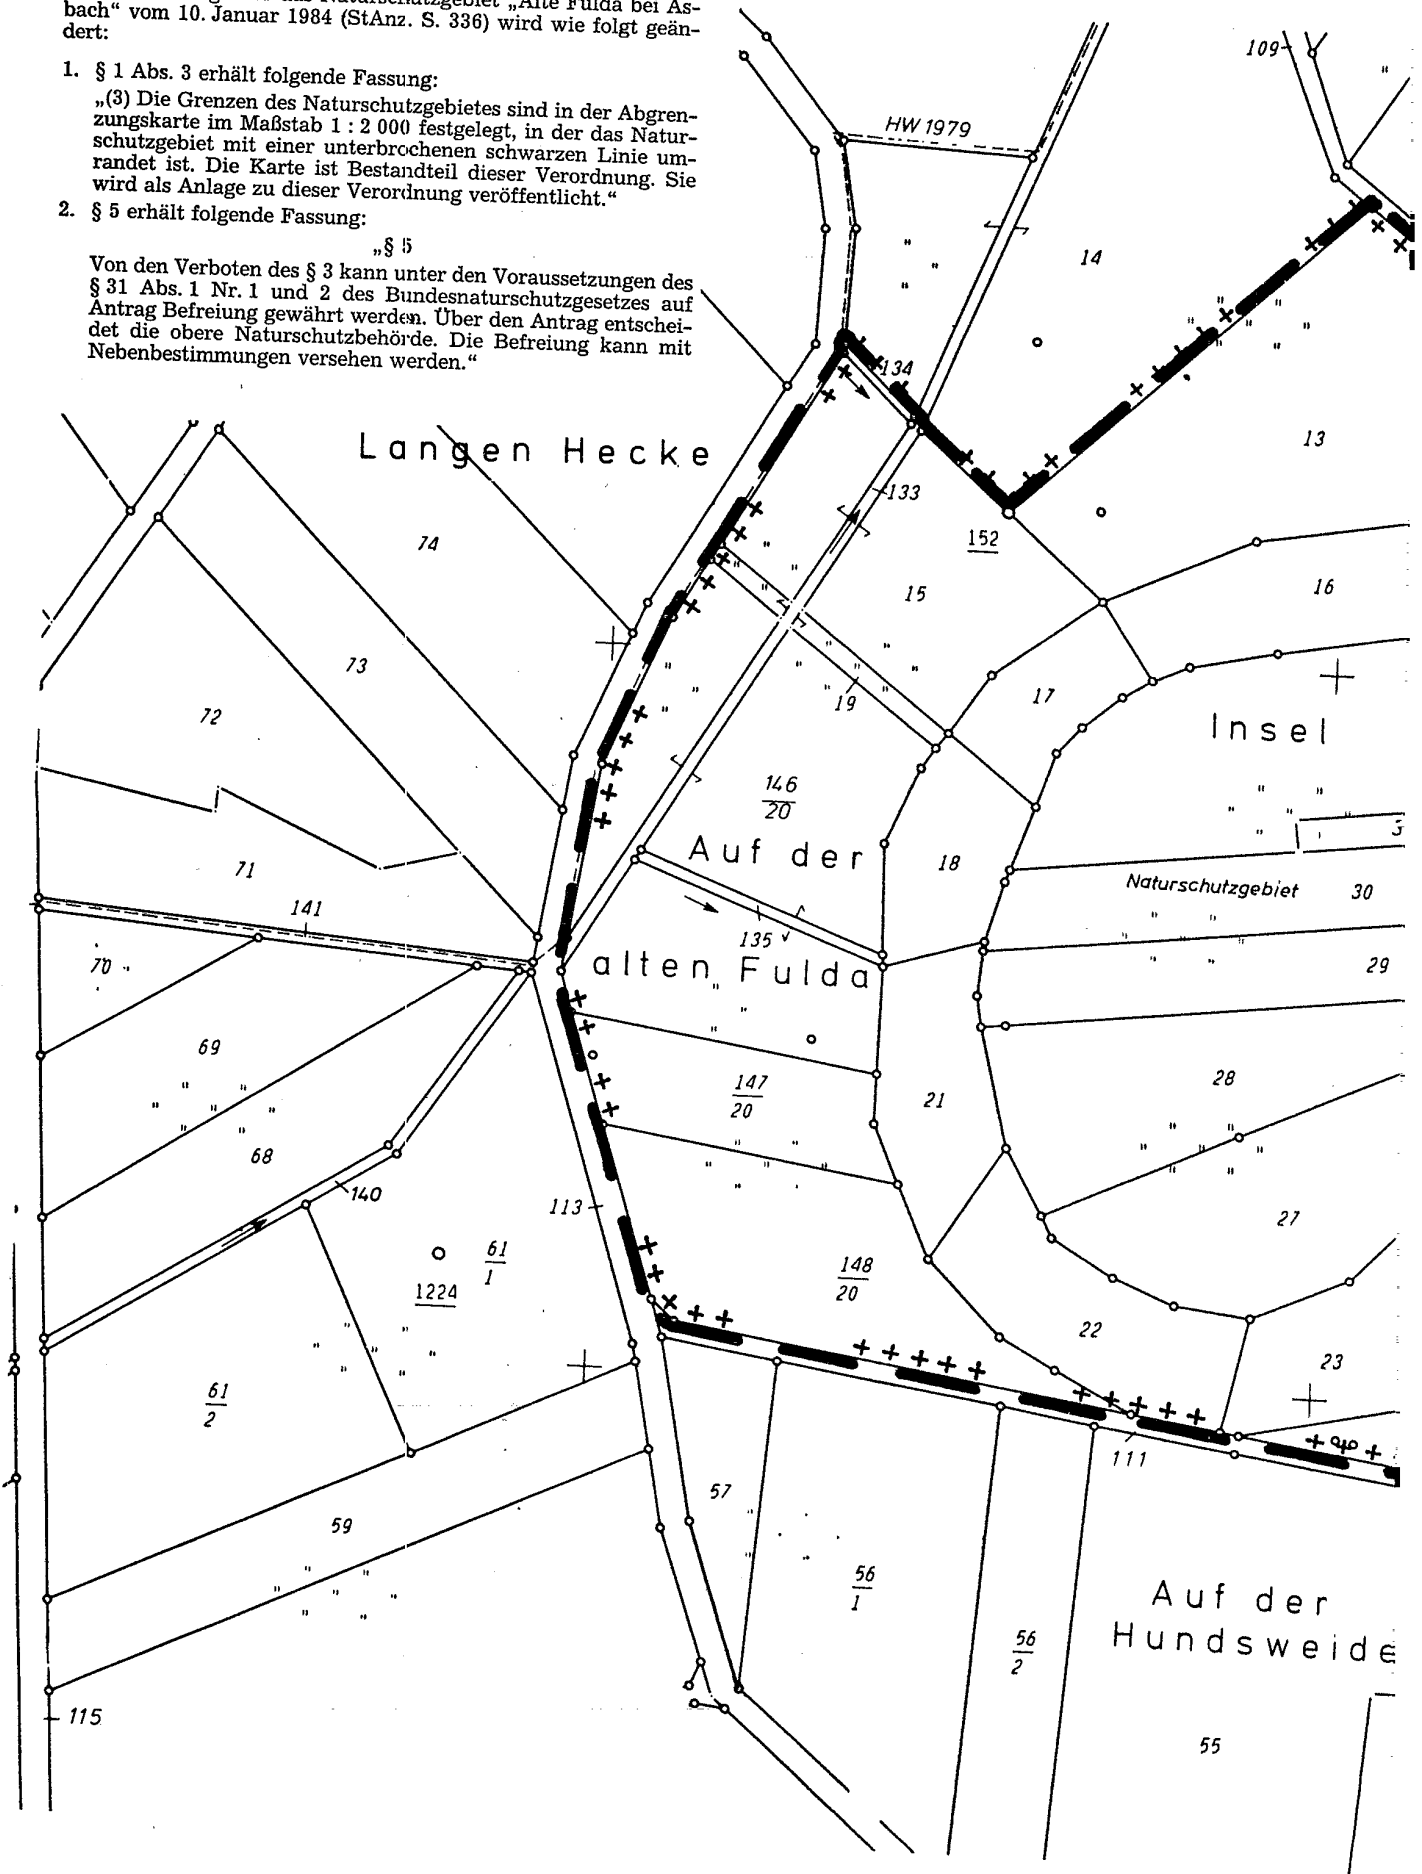 Naturschutzgebiet „Alte Fulda bei As-
bach“ vom 10. Januar 1984 (StAnz. S. 336) wird wie folgt geän-
dert:
1. § 1 Abs. 3 erhält folgende Fassung:
„(3) Die Grenzen des Naturschutzgebietes sind in der Abgren-
zungskarte im Maßstab 1 : 2 000 festgelegt, in der das Natur-
schutzgebiet mit einer unterbrochenen schwarzen Linie um-
randet ist. Die Karte ist Bestandteil dieser Verordnung. Sie
wird als Anlage zu dieser Verordnung veröffentlicht.“
2. § 5 erhält folgende Fassung:
„§ 5
Von den Verboten des § 3 kann unter den Voraussetzungen des
§ 31 Abs. 1 Nr. 1 und 2 des Bundesnaturschutzgesetzes auf
Antrag Befreiung gewährt werden. Über den Antrag entschei-
det die obere Naturschutzbehörde. Die Befreiung kann mit
Nebenbestimmungen versehen werden.“
109
HW 1979
14
134
13
Langen Hecke
133
152
74
15
16
73
17
19
72
Insel
146
20
Auf der
18
71
Naturschutzgebiet
30
141
135
alten Fulda
70
29
69
147
20
28
21
68
140
113
27
61
1
148
20
1224
22
23
61
2
111
57
59
56
1
Auf der
Hundsweide
56
2
115
55